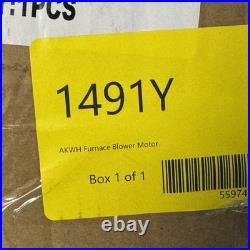 :1PCS
1491Y
AKWH Furnace Blower Motor
Box 1 of 1
55974